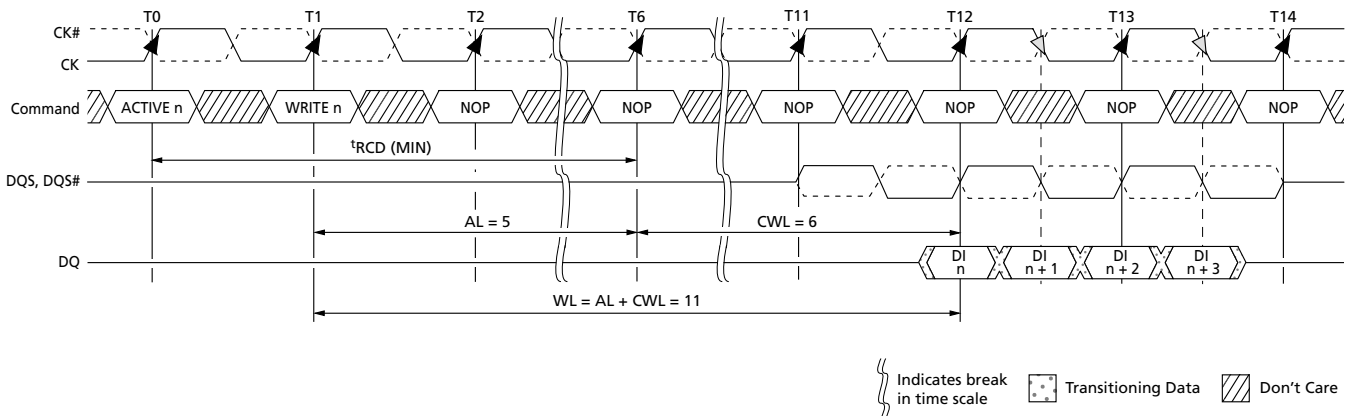 T0 T1 T2 T6 T11 T12 T13 T14
CK#
CK
Command ACTIVE n WRITE n NOP NOP NOP NOP NOP NOP
tRCD (MIN)
DQS, DQS#
AL = 5 CWL = 6
DQ DI n DI n + 1 DI n + 2 DI n + 3
WL = AL + CWL = 11
Indicates break in time scale Transitioning Data Don't Care